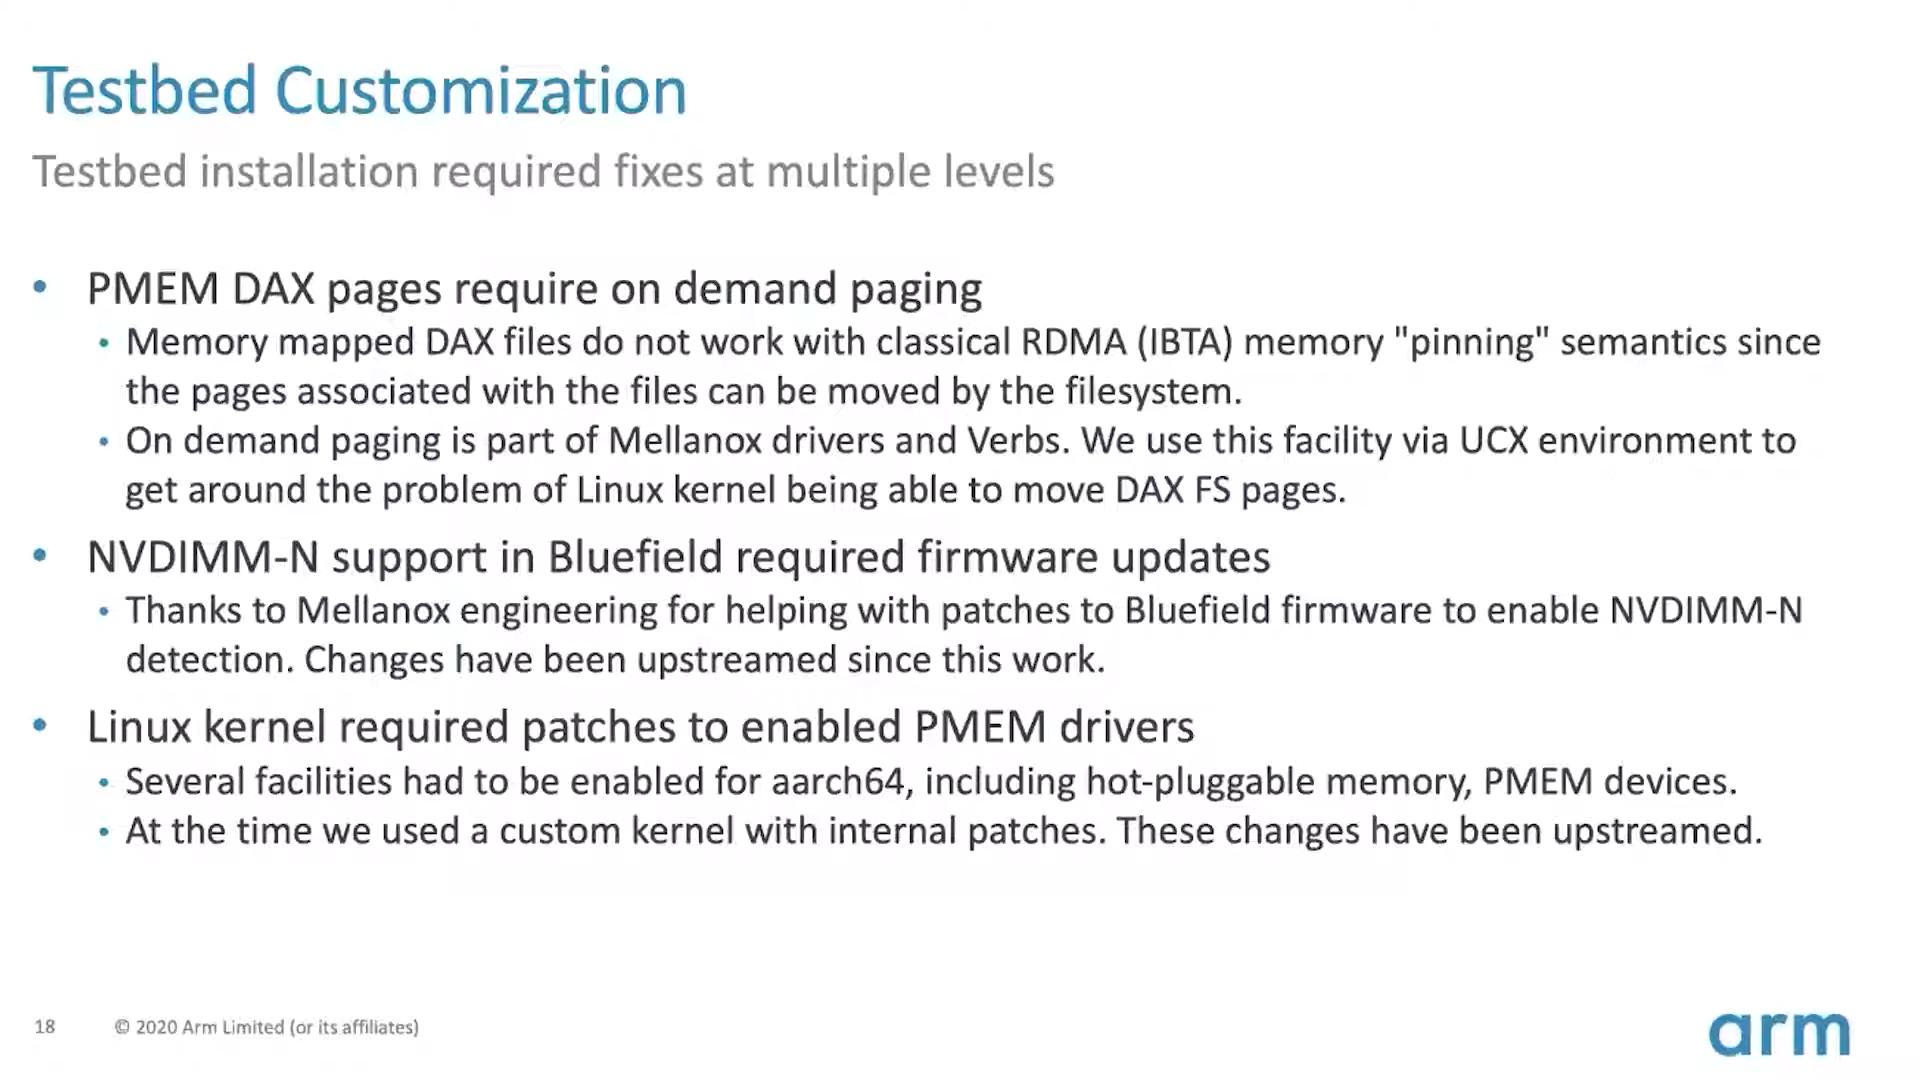 Testbed Customization
Testbed installation required fixes at multiple levels
• PMEM DAX pages require on demand paging
• Memory mapped DAX files do not work with classical RDMA (IBTA) memory "pinning" semantics since
the pages associated with the files can be moved by the filesystem.
• On demand paging is part of Mellanox drivers and Verbs. We use this facility via UCX environment to
get around the problem of Linux kernel being able to move DAX FS pages.
• NVDIMM-N support in Bluefield required firmware updates
• Thanks to Mellanox engineering for helping with patches to Bluefield firmware to enable NVDIMM-N
detection. Changes have been upstreamed since this work.
• Linux kernel required patches to enabled PMEM drivers
• Several facilities had to be enabled for aarch64, including hot-pluggable memory, PMEM devices.
• At the time we used a custom kernel with internal patches. These changes have been upstreamed.
18 © 2020 Arm Limited (or its affiliates)
arm